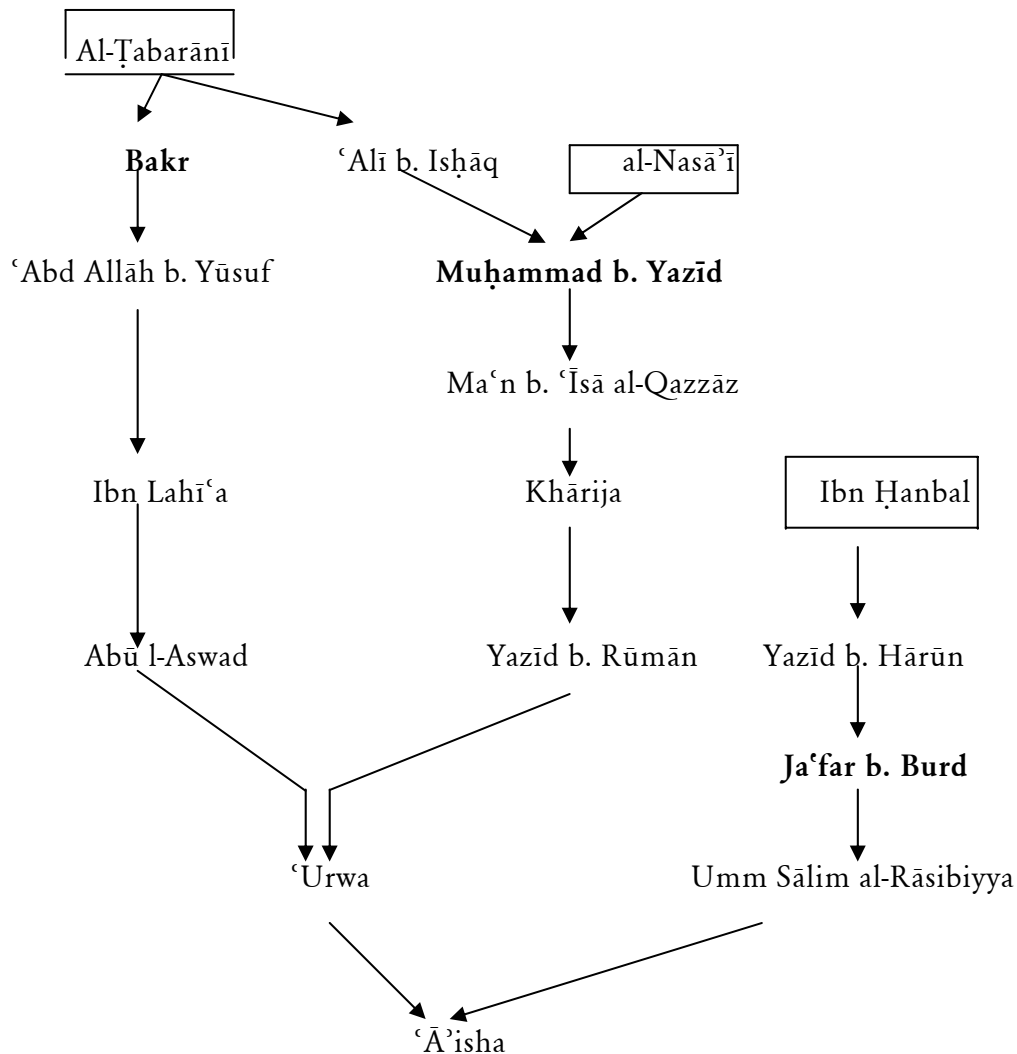 Al-Ṭabarānī
Bakr
ʿAlī b. Isḥāq
al-Nasāʾī
ʿAbd Allāh b. Yūsuf
Muḥammad b. Yazīd
Maʿn b. ʿĪsā al-Qazzāz
Ibn Lahīʿa
Khārija
Ibn Ḥanbal
Abū l-Aswad
Yazīd b. Rūmān
Yazīd b. Hārūn
Jaʿfar b. Burd
ʿUrwa
Umm Sālim al-Rāsibiyya
ʿĀʾisha